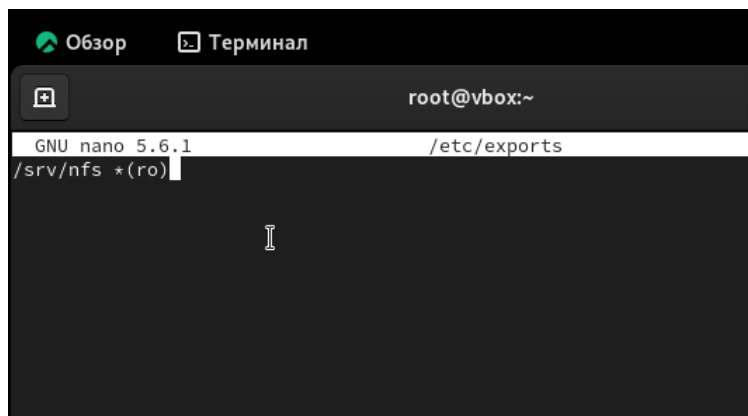 Обзор Терминал
root@vbox:~
GNU nano 5.6.1 /etc/exports
/srv/nfs *(ro)